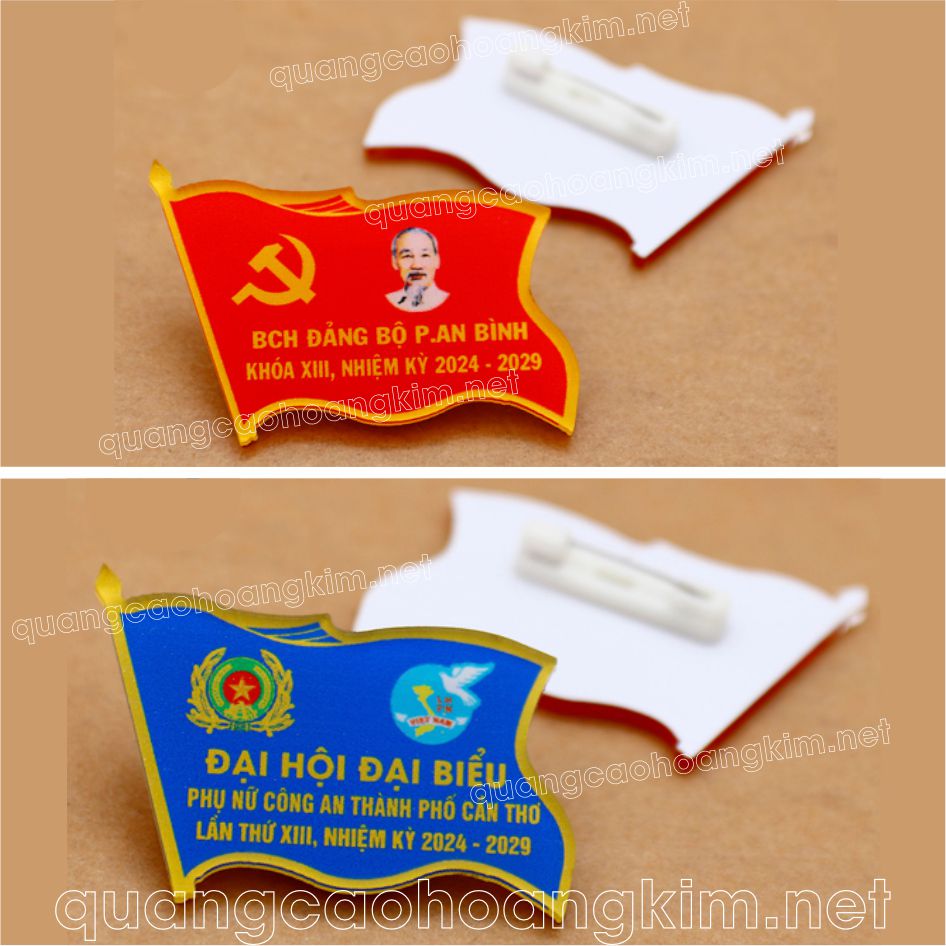 quangcaohoangkim.net
quangcaohoangkim.net
quangcaohoangkim.net
BCH ĐẢNG BỘ P.AN BÌNH
KHÓA XIII, NHIỆM KỲ 2024 - 2029
quangcaohoangkim.net
quangcaohoangkim.net
VIỆT NAM
ĐẠI HỘI ĐẠI BIỂU
quangcaohoangkim.net
PHỤ NỮ CÔNG AN THÀNH PHỐ CẦN THƠ
LẦN THỨ XIII, NHIỆM KỲ 2024 - 2029
quangcaohoangkim.net